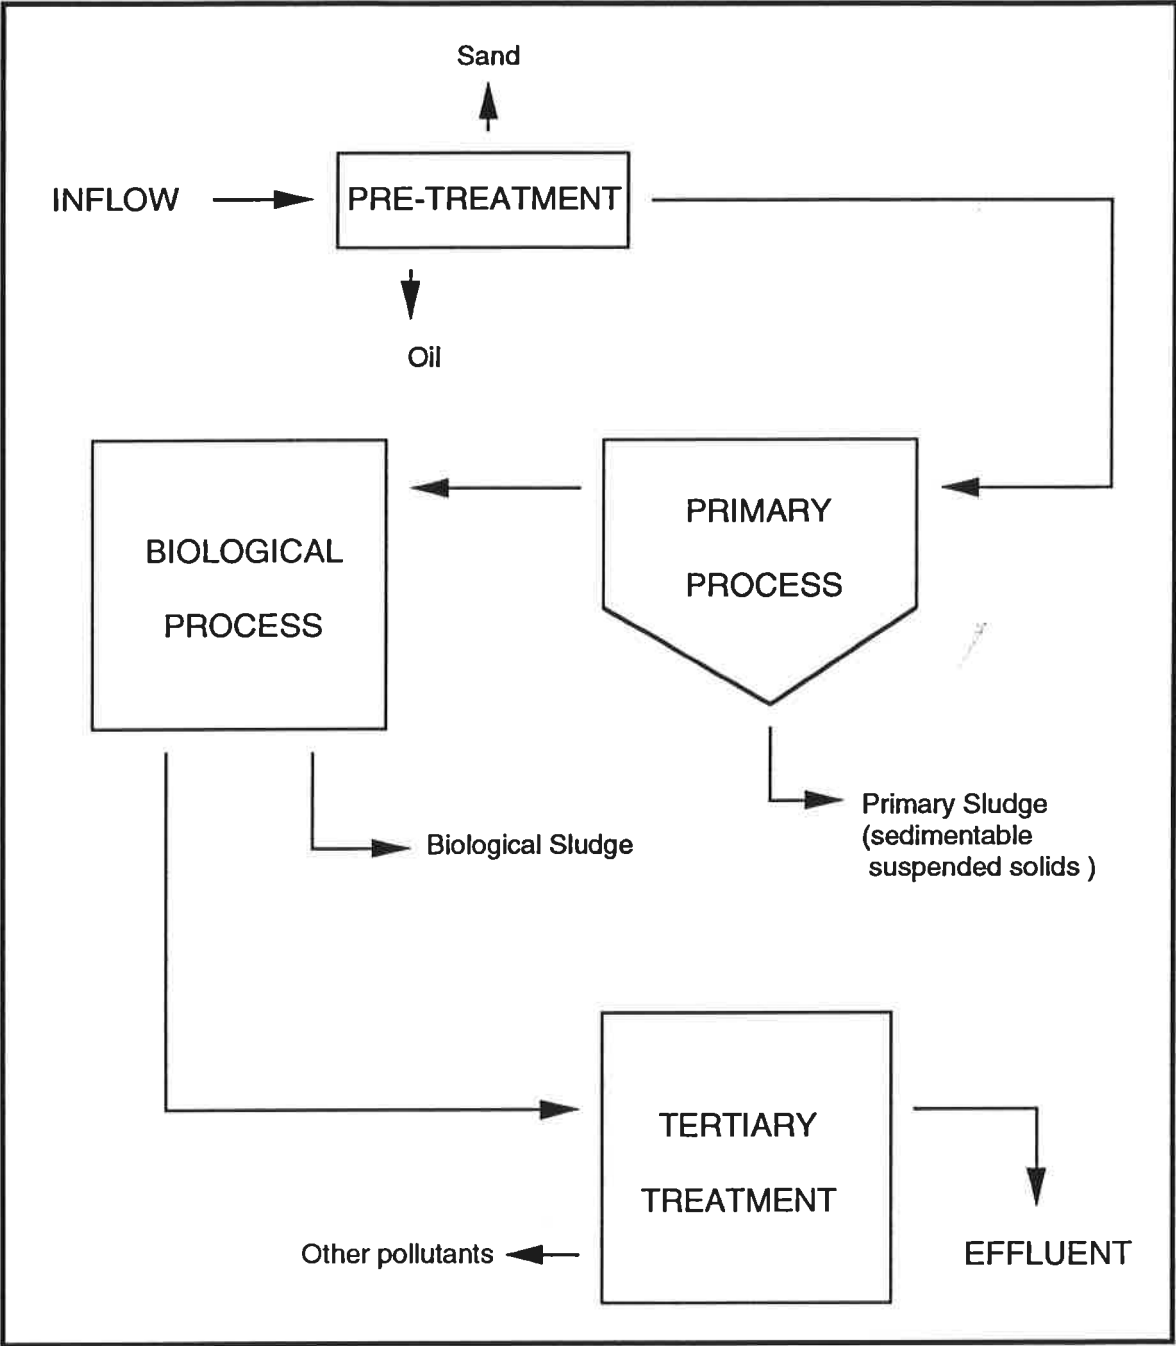 Sand
INFLOW
PRE-TREATMENT
Oil
BIOLOGICAL
PROCESS
PRIMARY
PROCESS
Primary Sludge
(sedimentable
suspended solids )
Biological Sludge
TERTIARY
TREATMENT
Other pollutants
EFFLUENT